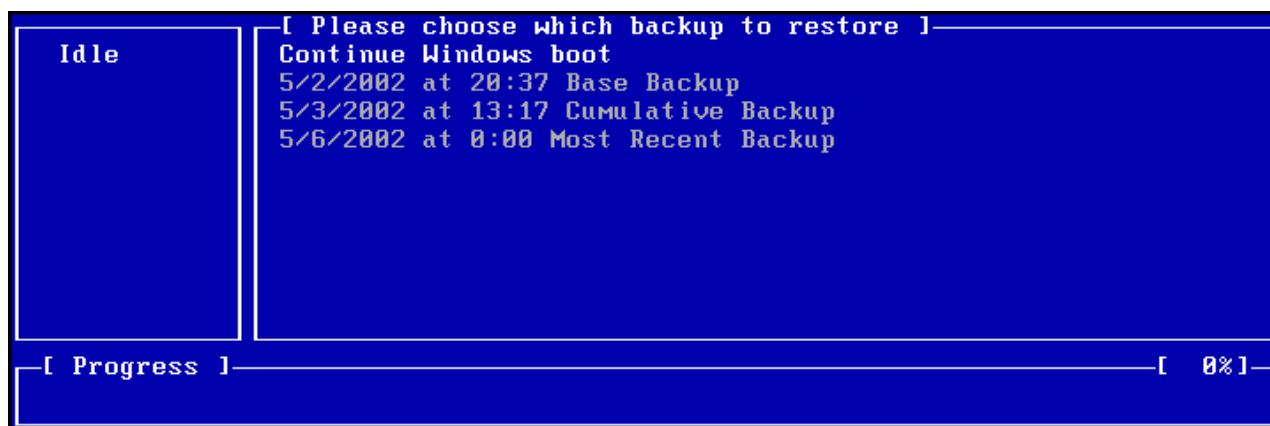 [ Please choose which backup to restore ]
Idle
Continue Windows boot
5/2/2002 at 20:37 Base Backup
5/3/2002 at 13:17 Cumulative Backup
5/6/2002 at 0:00 Most Recent Backup
[ Progress ]
[ 0%]